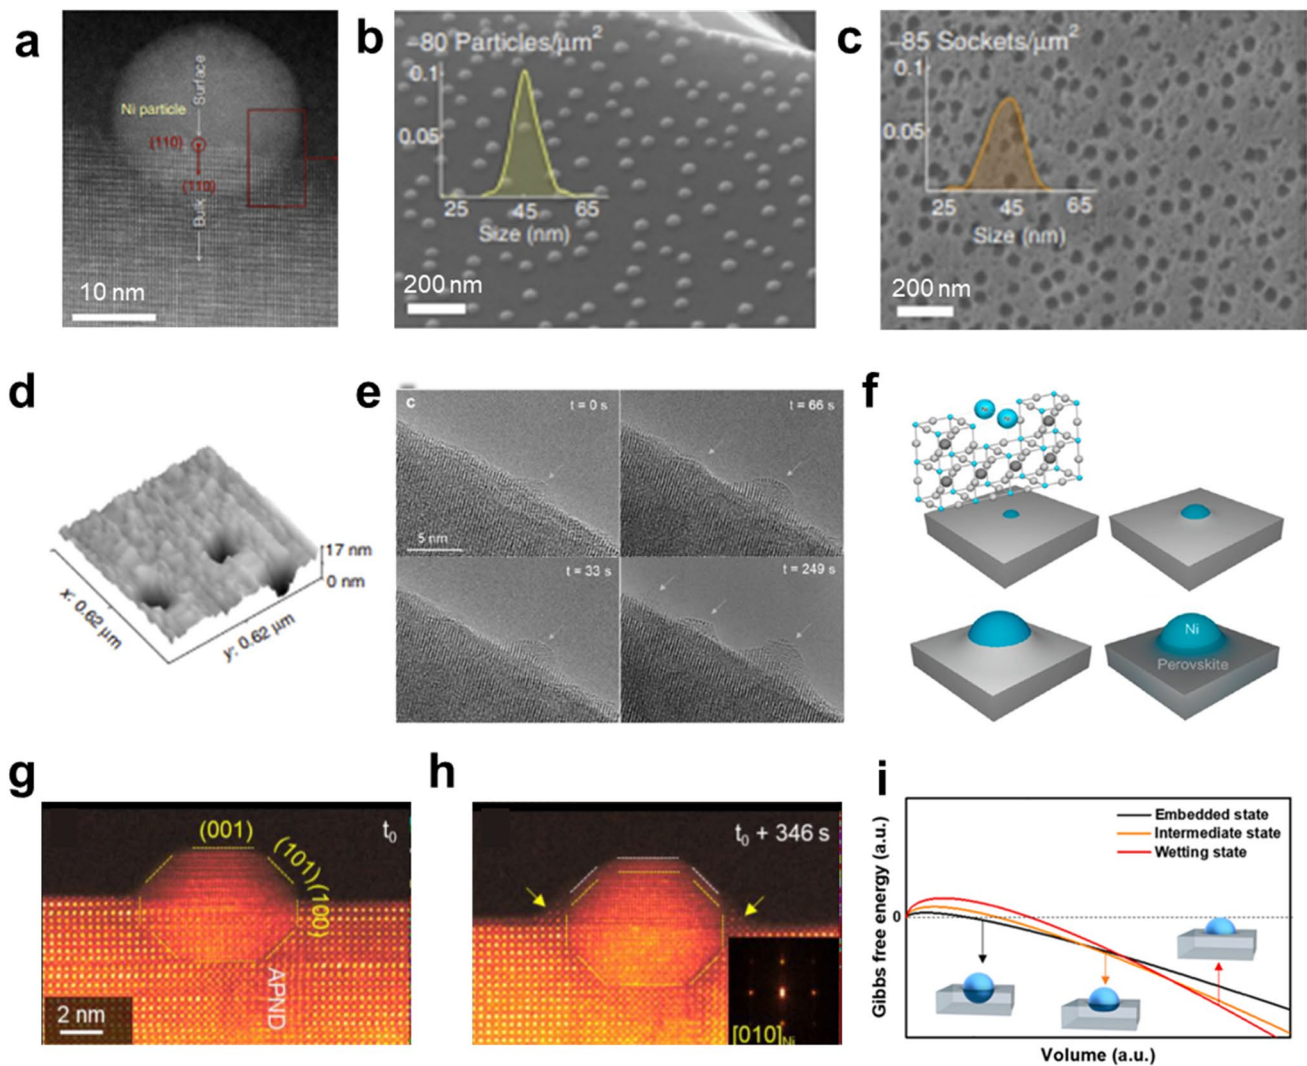 a
Surface
Ni particle
(110)
(110)
Bulk
10 nm
b
~80 Particles/μm²
0.1
0.05
25 45 65
Size (nm)
200 nm
c
~85 Sockets/μm²
0.1
0.05
25 45 65
Size (nm)
200 nm
d
17 nm
0 nm
x: 0.62 μm
y: 0.62 μm
e
c
t = 0 s
t = 66 s
5 nm
t = 33 s
t = 249 s
f
Ni
Perovskite
g
t₀
(001)
(101)
(100)
APND
2 nm
h
t₀ + 346 s
[010]Ni
i
Gibbs free energy (a.u.)
0
Embedded state
Intermediate state
Wetting state
Volume (a.u.)